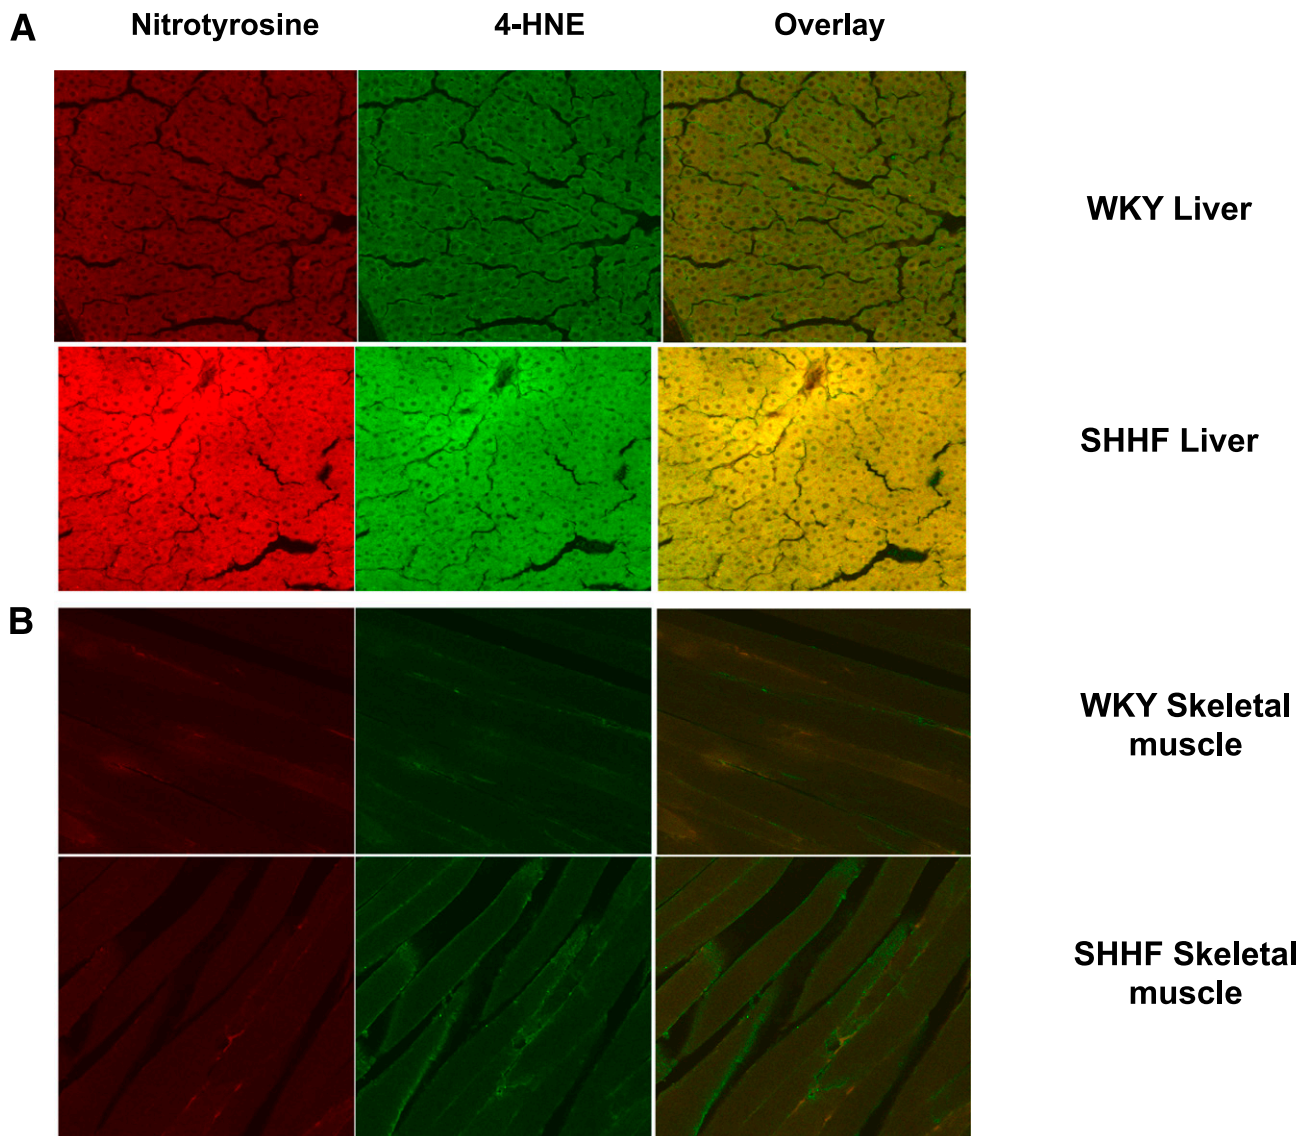 A
Nitrotyrosine 4-HNE Overlay
WKY Liver
SHHF Liver
B
WKY Skeletal
muscle
SHHF Skeletal
muscle